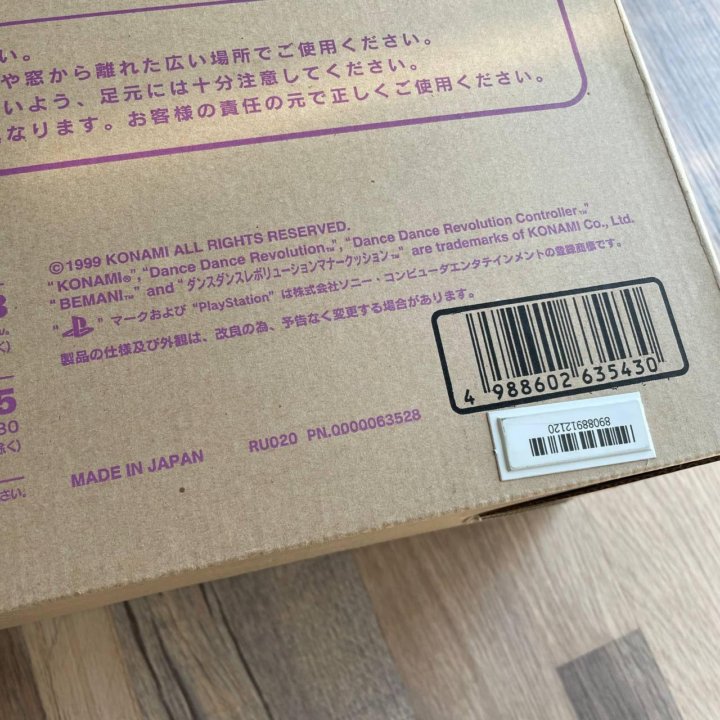 い。
や窓から離れた広い場所でご使用ください。
いよう、足元には十分注意してください。
なります。お客様の責任の元で正しくご使用ください。
©1999 KONAMI ALL RIGHTS RESERVED.
"KONAMI®","Dance Dance Revolution™","Dance Dance Revolution Controller™"
"BEMANI™" and "ダンスダンスレボリューションマナークッション™" are trademarks of KONAMI Co., Ltd.
" " マークおよび "PlayStation" は株式会社ソニー・コンピュータエンタテインメントの登録商標です。
製品の仕様及び外観は、改良の為、予告なく変更する場合があります。
4 988602 635430
89088912120
RU020 PN.0000063528
MADE IN JAPAN
3
く)
5
30
除く)
さい。